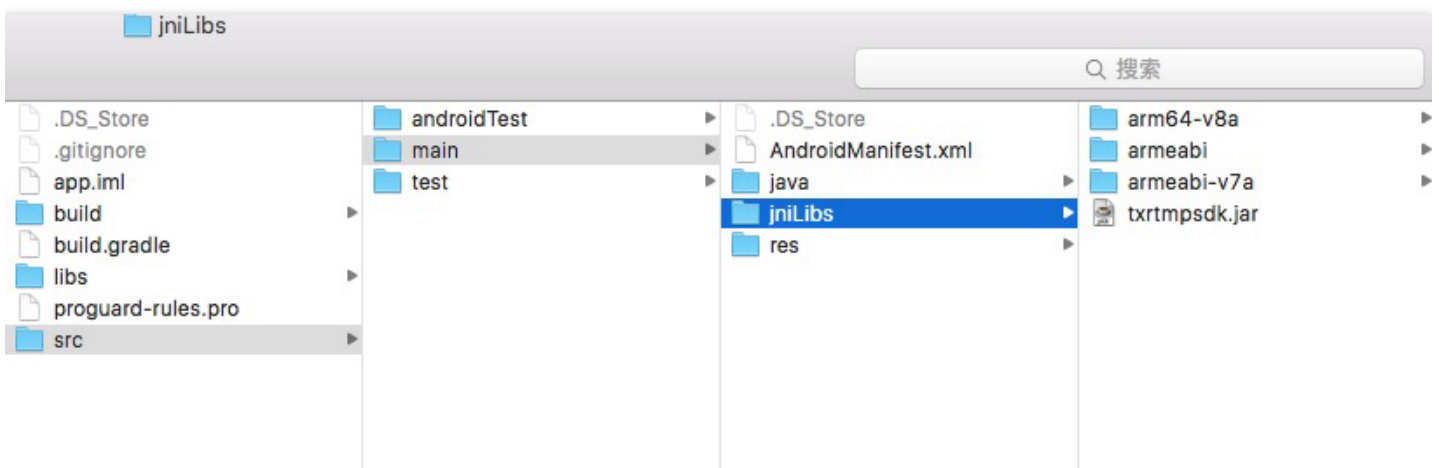 jniLibs
搜索
.DS_Store
.gitignore
app.iml
build
build.gradle
libs
proguard-rules.pro
src
androidTest
main
test
.DS_Store
AndroidManifest.xml
java
jniLibs
res
arm64-v8a
armeabi
armeabi-v7a
txrtmpsdk.jar